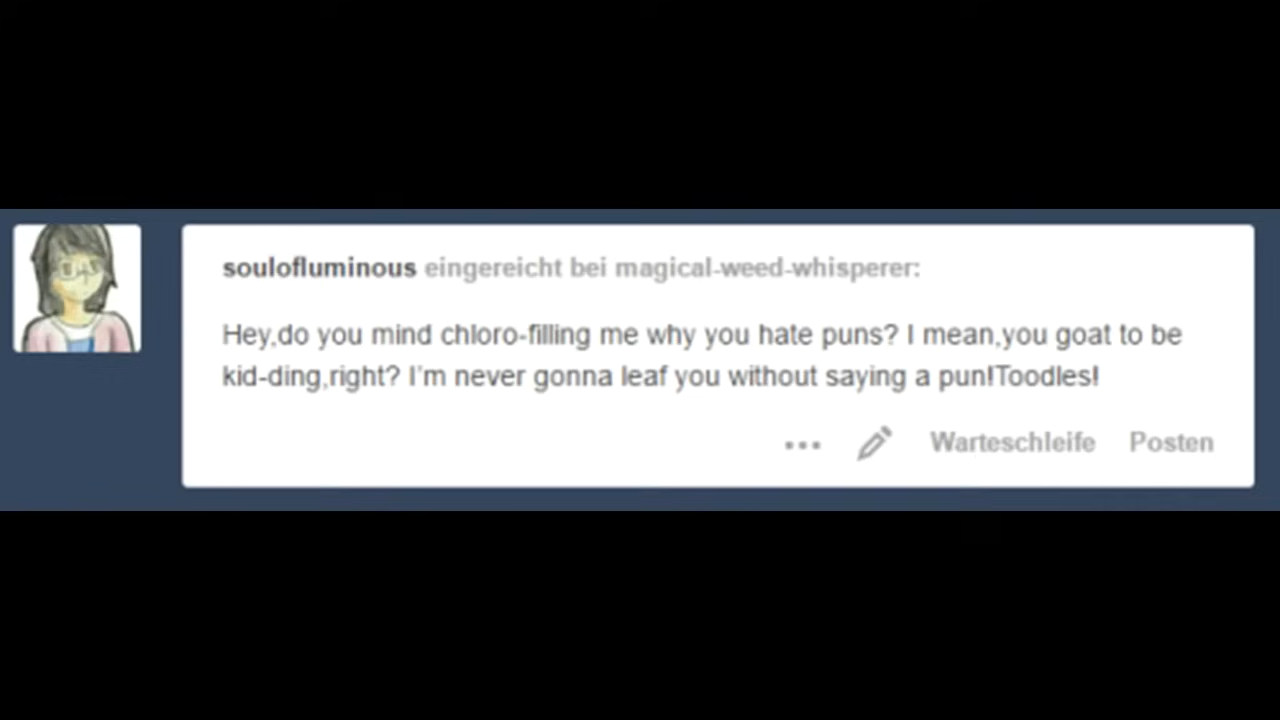 soulofluminous eingereicht bei magical-weed-whisperer:
Hey,do you mind chloro-filling me why you hate puns? I mean,you goat to be
kid-ding,right? I'm never gonna leaf you without saying a pun!Toodles!
Warteschleife Posten